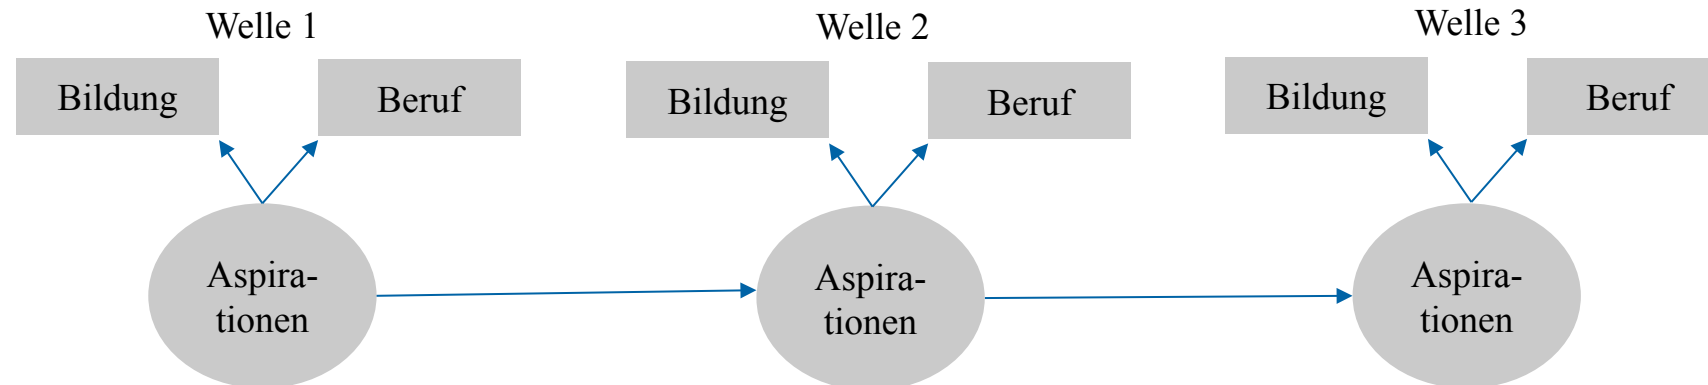 Welle 1
Welle 2
Welle 3
Bildung
Beruf
Bildung
Beruf
Bildung
Beruf
Aspira-
tionen
Aspira-
tionen
Aspira-
tionen